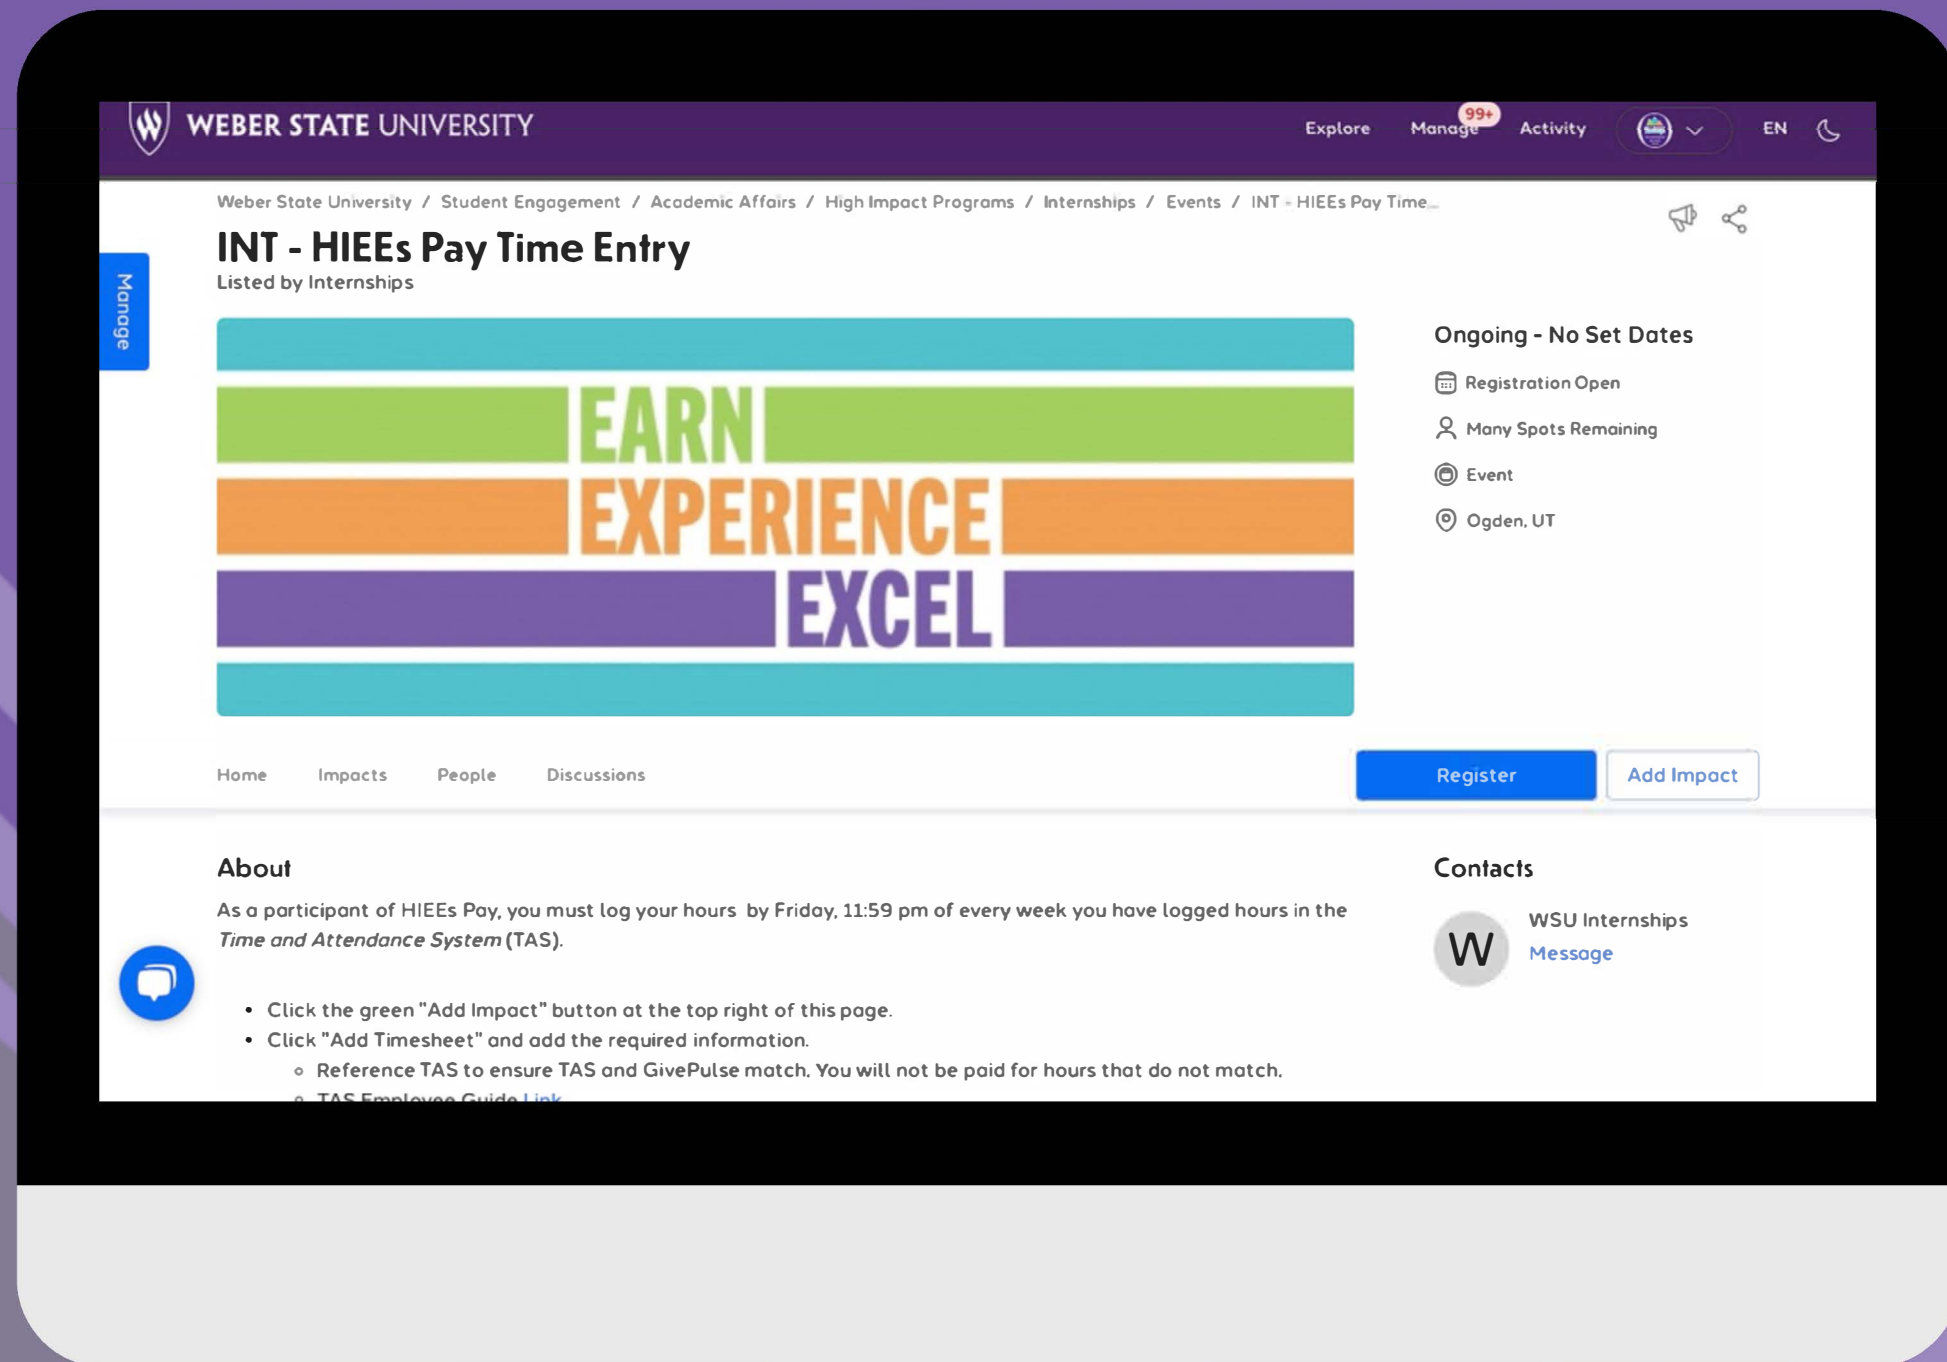 WEBER STATE UNIVERSITY
Explore Manage 99+ Activity EN
Weber State University / Student Engagement / Academic Affairs / High Impact Programs / Internships / Events / INT - HIEEs Pay Time...
INT - HIEEs Pay Time Entry
Listed by Internships
Manage
EARN
EXPERIENCE
EXCEL
Ongoing - No Set Dates
Registration Open
Many Spots Remaining
Event
Ogden, UT
Home Impacts People Discussions
Register Add Impact
About
As a participant of HIEEs Pay, you must log your hours by Friday, 11:59 pm of every week you have logged hours in the
Time and Attendance System (TAS).
• Click the green "Add Impact" button at the top right of this page.
• Click "Add Timesheet" and add the required information.
◦ Reference TAS to ensure TAS and GivePulse match. You will not be paid for hours that do not match.
◦ TAS Employee Guide Link
Contacts
W
WSU Internships
Message